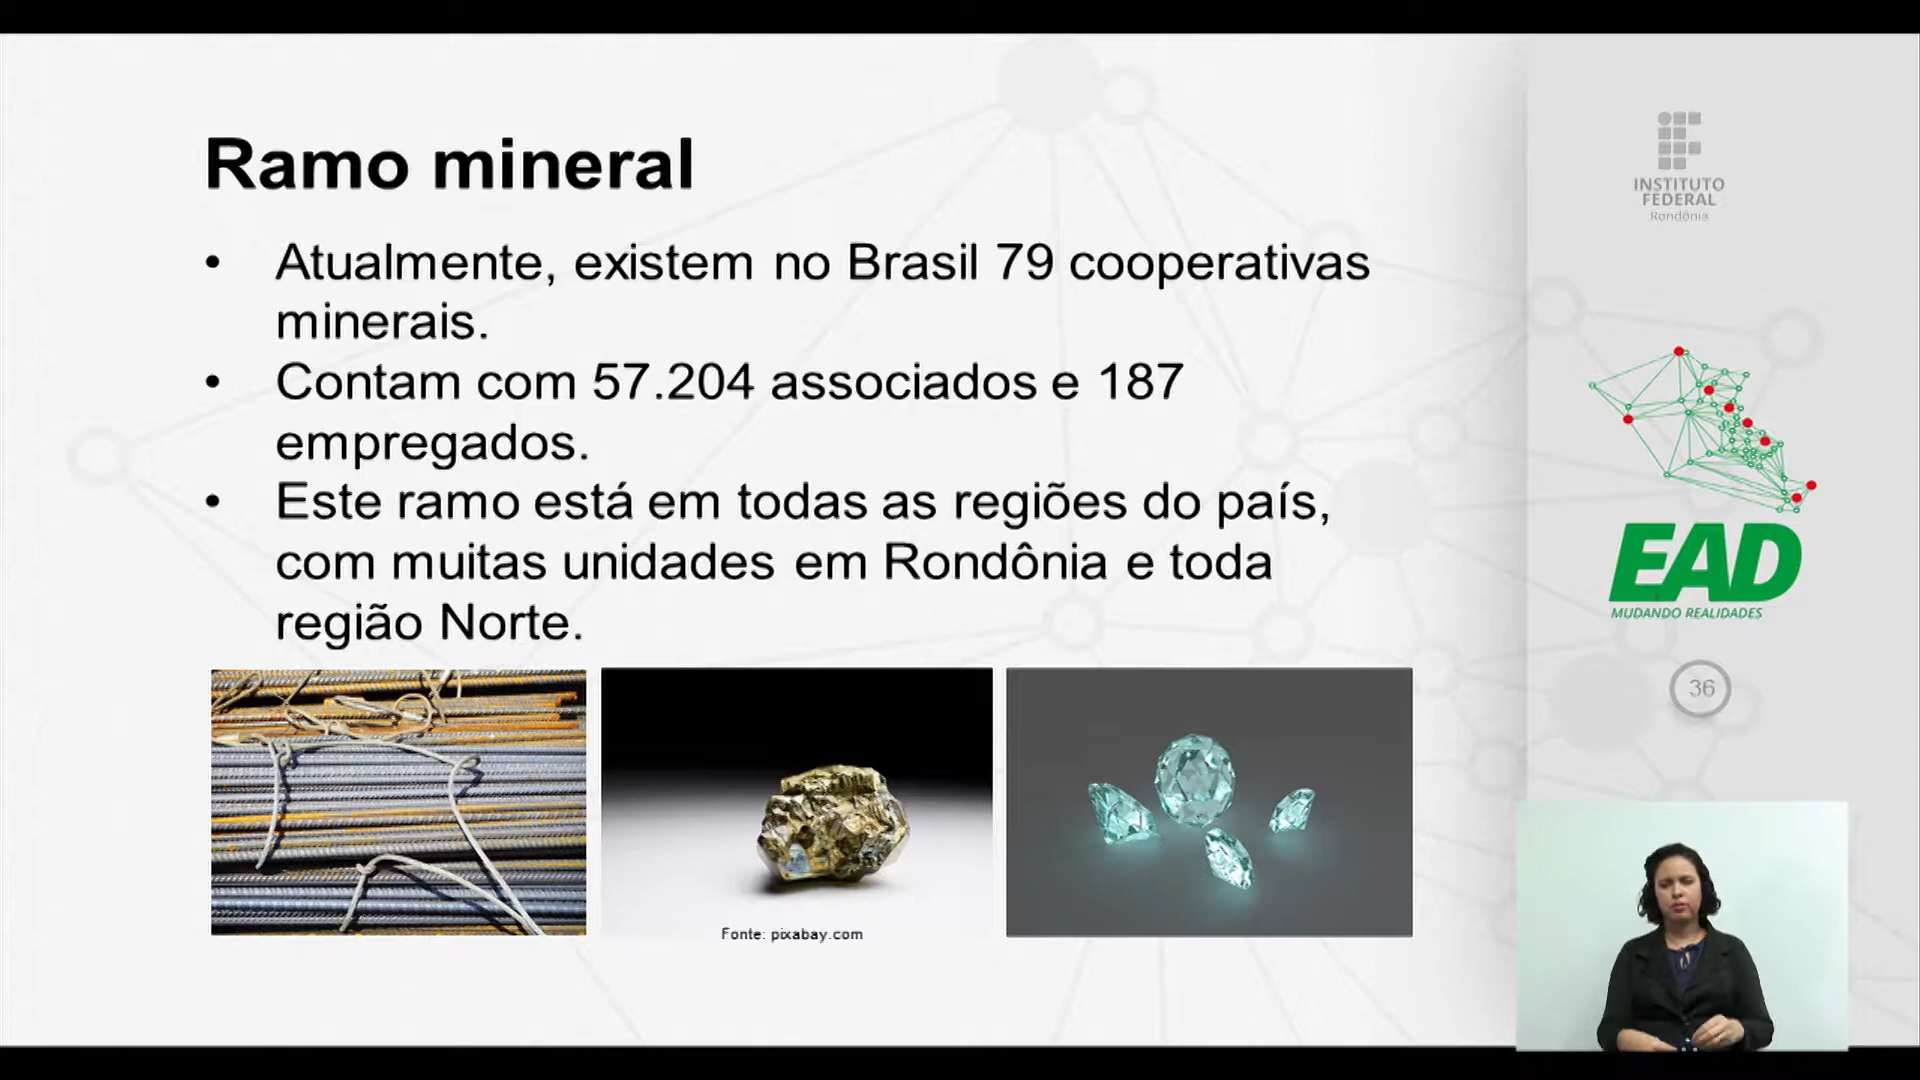 Ramo mineral
• Atualmente, existem no Brasil 79 cooperativas
minerais.
• Contam com 57.204 associados e 187
empregados.
• Este ramo está em todas as regiões do país,
com muitas unidades em Rondônia e toda
região Norte.
Fonte: pixabay.com
INSTITUTO
FEDERAL
Rondônia
EAD
MUDANDO REALIDADES
36